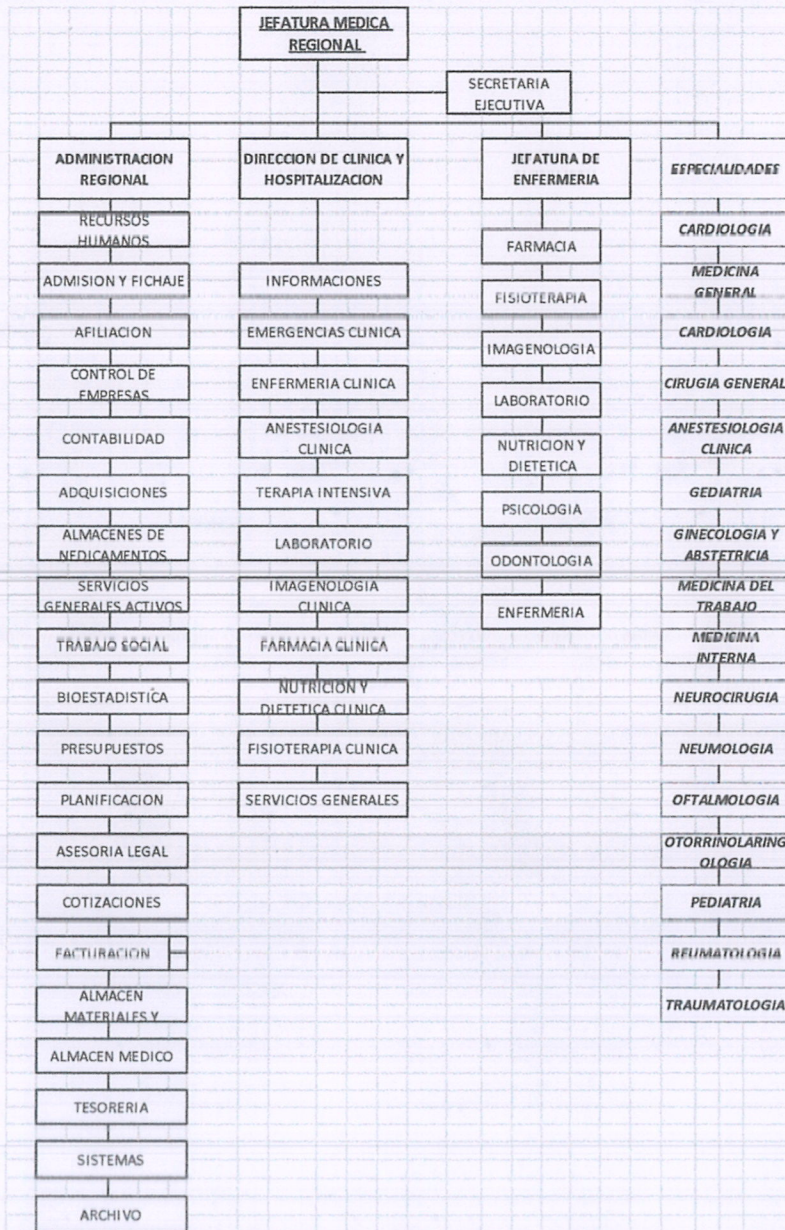 JEFATURA MEDICA
REGIONAL
SECRETARIA
EJECUTIVA
ADMINISTRACION
REGIONAL
RECURSOS
HUMANOS
ADMISION Y FICHAJE
AFILIACION
CONTROL DE
EMPRESAS
CONTABILIDAD
ADQUISICIONES
ALMACENES DE
NEDICAMENTOS
SERVICIOS
GENERALES ACTIVOS
TRABAJO SOCIAL
BIOESTADISTICA
PRESUPUESTOS
PLANIFICACION
ASESORIA LEGAL
COTIZACIONES
FACTURACION
ALMACEN
MATERIALES Y
ALMACEN MEDICO
TESORERIA
SISTEMAS
ARCHIVO
DIRECCION DE CLINICA Y
HOSPITALIZACION
INFORMACIONES
EMERGENCIAS CLINICA
ENFERMERIA CLINICA
ANESTESIOLOGIA
CLINICA
TERAPIA INTENSIVA
LABORATORIO
IMAGENOLOGIA
CLINICA
FARMACIA CLINICA
NUTRICION Y
DIETETICA CLINICA
FISIOTERAPIA CLINICA
SERVICIOS GENERALES
JEFATURA DE
ENFERMERIA
FARMACIA
FISIOTERAPIA
IMAGENOLOGIA
LABORATORIO
NUTRICION Y
DIETETICA
PSICOLOGIA
ODONTOLOGIA
ENFERMERIA
ESPECIALIDADES
CARDIOLOGIA
MEDICINA
GENERAL
CARDIOLOGIA
CIRUGIA GENERAL
ANESTESIOLOGIA
CLINICA
GEDIATRIA
GINECOLOGIA Y
ABSTETRICIA
MEDICINA DEL
TRABAJO
MEDICINA
INTERNA
NEUROCIRUGIA
NEUMOLOGIA
OFTALMOLOGIA
OTORRINOLARING
OLOGIA
PEDIATRIA
REUMATOLOGIA
TRAUMATOLOGIA